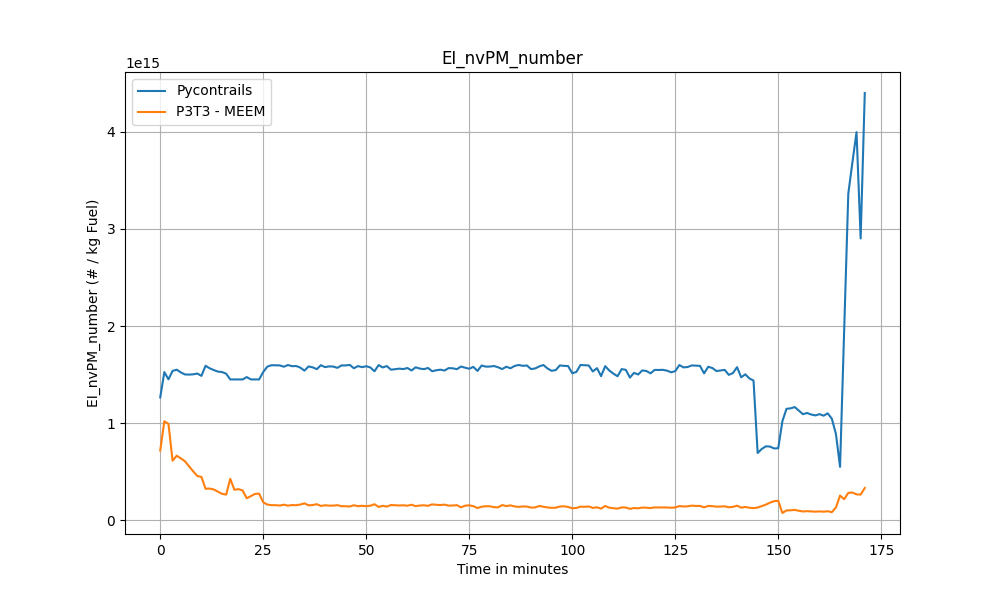 EI_nvPM_number
1e15
Pycontrails
P3T3 - MEEM
EI_nvPM_number (# / kg Fuel)
4
3
2
1
0
0 25 50 75 100 125 150 175
Time in minutes